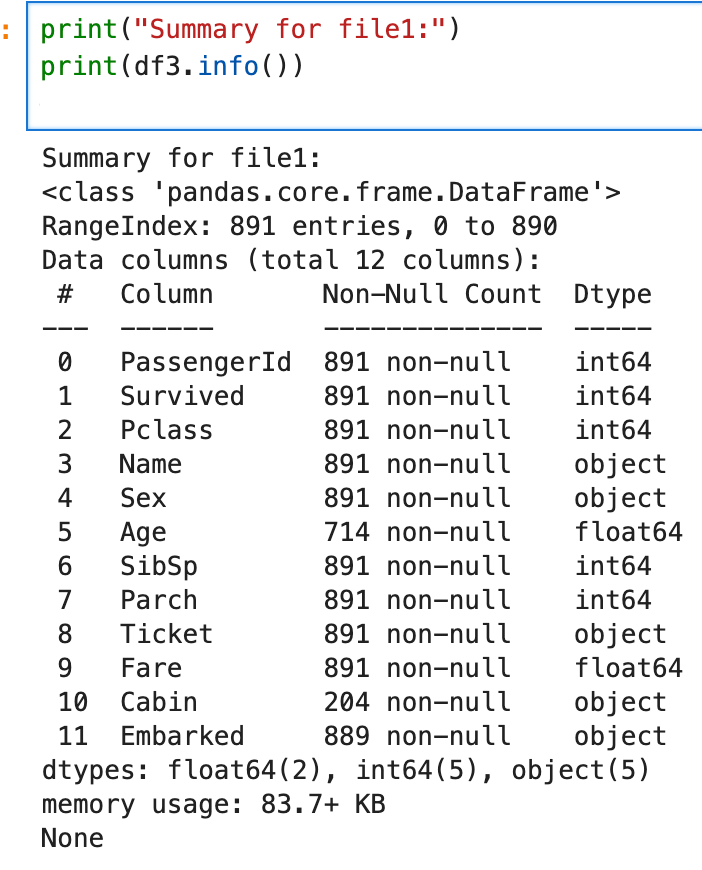 :
print("Summary for file1:")
print(df3.info())
Summary for file1:
<class 'pandas.core.frame.DataFrame'>
RangeIndex: 891 entries, 0 to 890
Data columns (total 12 columns):
 #   Column       Non-Null Count  Dtype
---  ------       --------------  -----
 0   PassengerId  891 non-null    int64
 1   Survived     891 non-null    int64
 2   Pclass       891 non-null    int64
 3   Name         891 non-null    object
 4   Sex          891 non-null    object
 5   Age          714 non-null    float64
 6   SibSp        891 non-null    int64
 7   Parch        891 non-null    int64
 8   Ticket       891 non-null    object
 9   Fare         891 non-null    float64
 10  Cabin        204 non-null    object
 11  Embarked     889 non-null    object
dtypes: float64(2), int64(5), object(5)
memory usage: 83.7+ KB
None